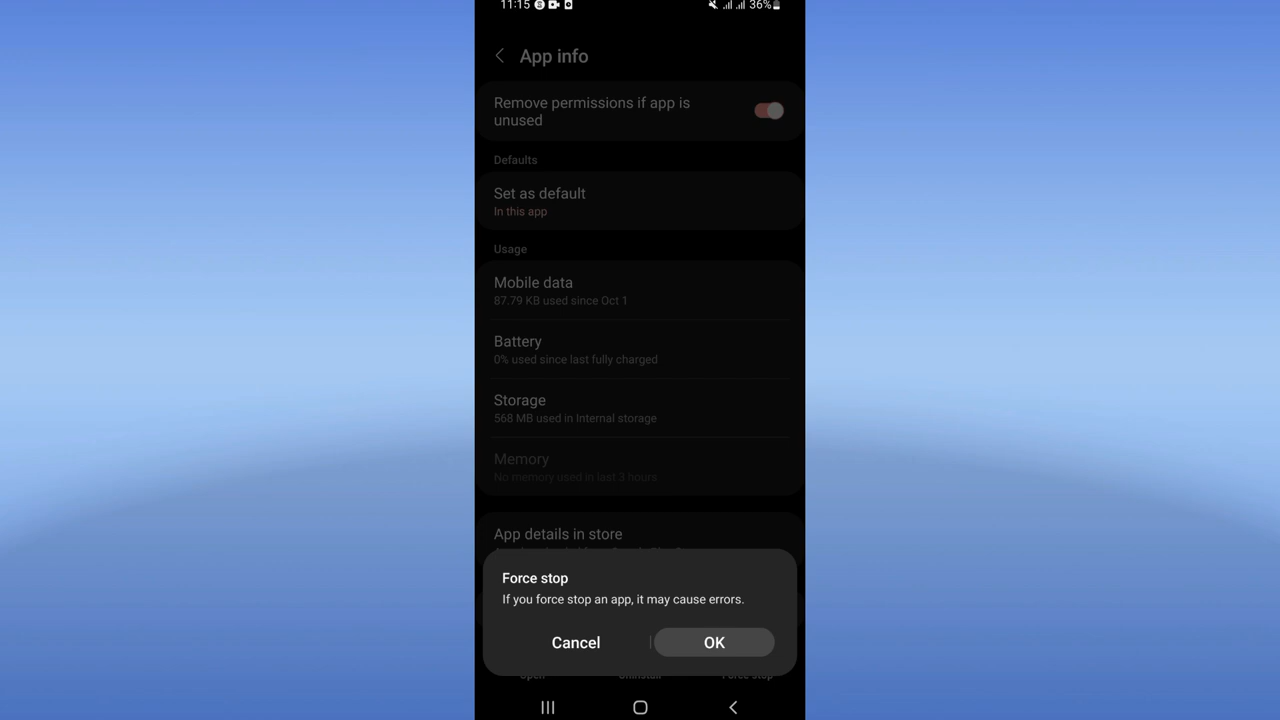 11:15 36%
App info
Remove permissions if app is
unused
Defaults
Set as default
In this app
Usage
Mobile data
87.79 KB used since Oct 1
Battery
0% used since last fully charged
Storage
568 MB used in Internal storage
Memory
No memory used in last 3 hours
App details in store
Force stop
If you force stop an app, it may cause errors.
Cancel OK
Open Uninstall Force stop